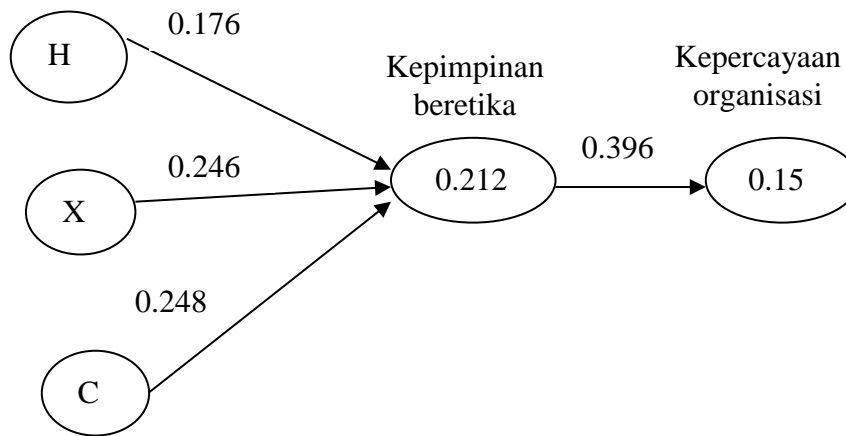 0.176
H
Kepimpinan
beretika
Kepercayaan
organisasi
0.246
X
0.212
0.396
0.15
0.248
C